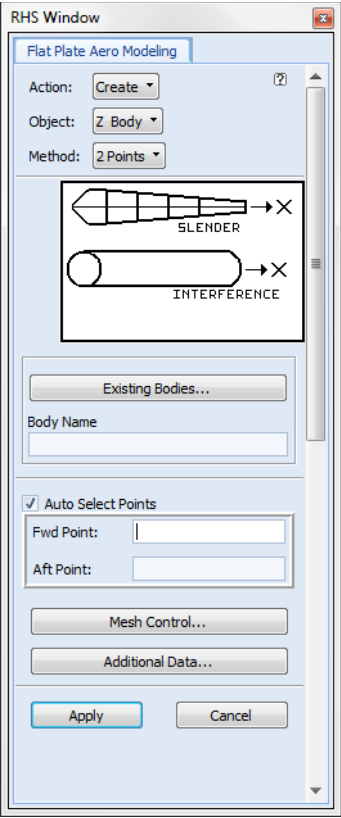 RHS Window
Flat Plate Aero Modeling
Action: Create
?
Object: Z Body
Method: 2 Points
X
SLENDER
X
INTERFERENCE
Existing Bodies...
Body Name
Auto Select Points
Fwd Point:
Aft Point:
Mesh Control...
Additional Data...
Apply Cancel